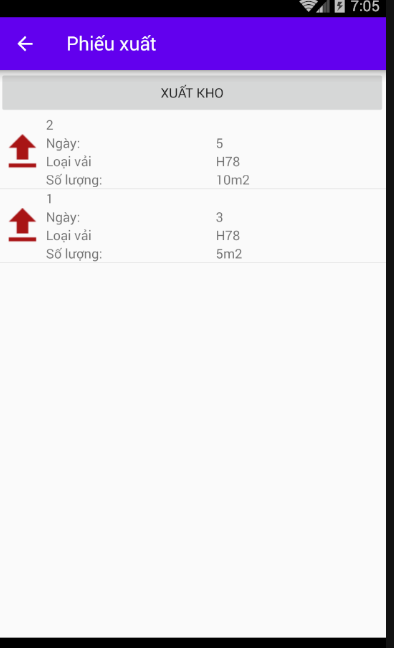 7:05
Phiếu xuất
XUẤT KHO
2
Ngày: 5
Loại vải H78
Số lượng: 10m2
1
Ngày: 3
Loại vải H78
Số lượng: 5m2